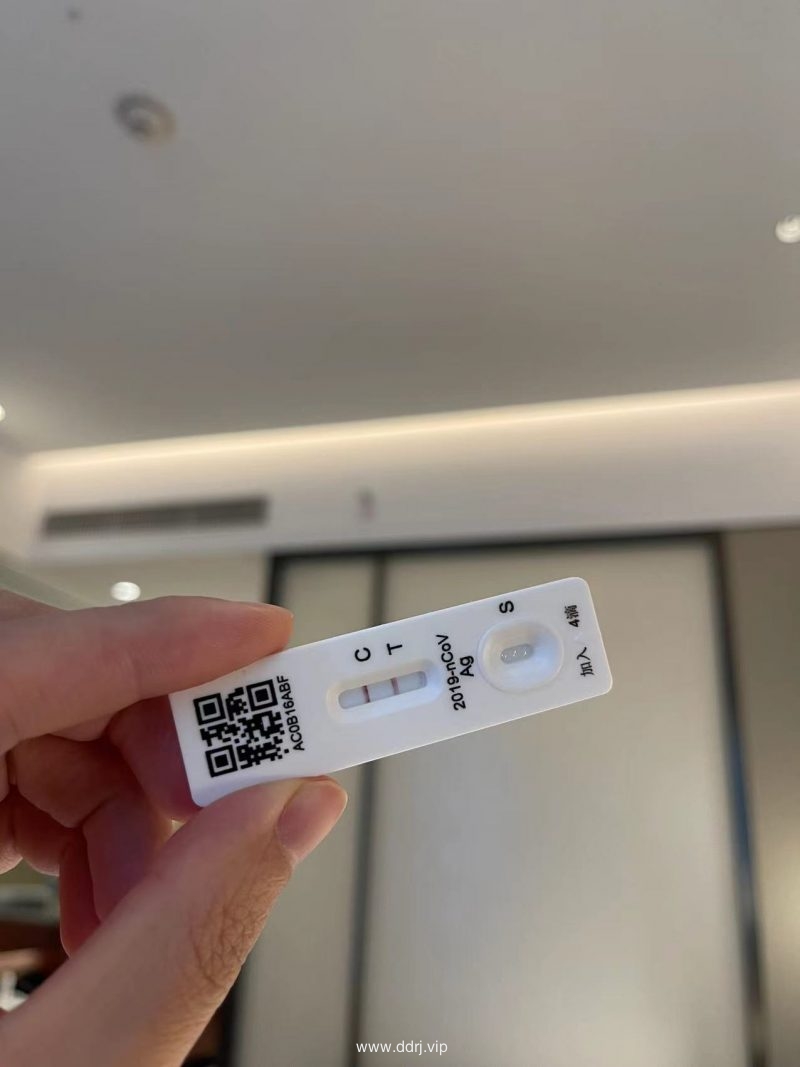 AC0B16ABF
C
T
2019-nCoV
Ag
S
加入 4滴
www.ddrj.vip